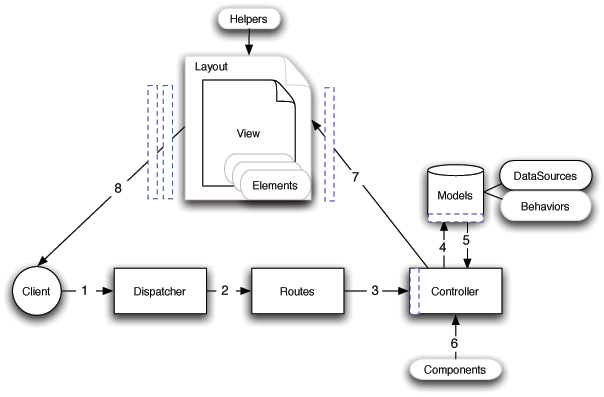 Helpers
Layout
View
Elements
8
7
DataSources
Models
Behaviors
4
5
Client
1
Dispatcher
2
Routes
3
Controller
6
Components